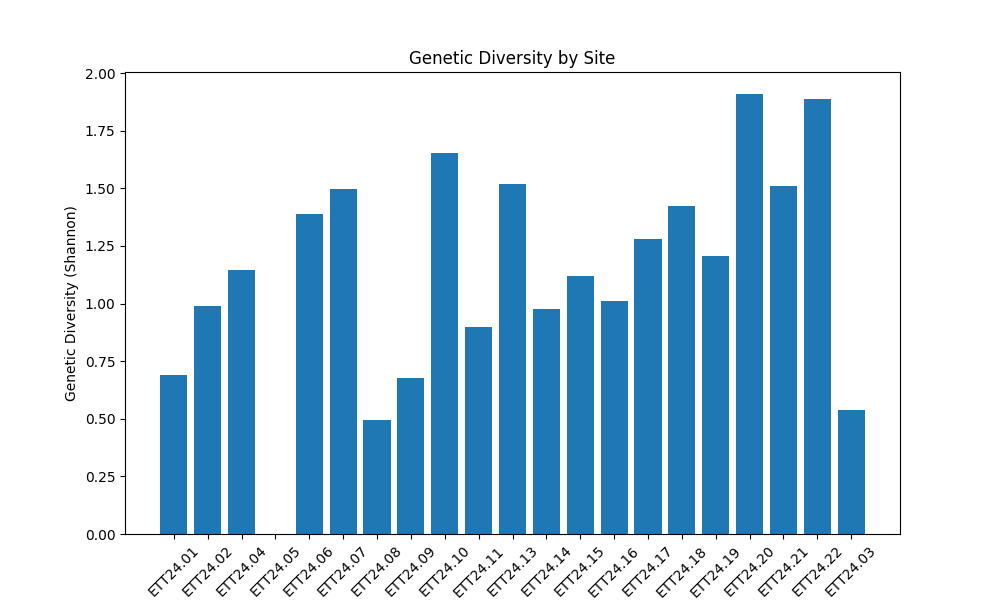 Genetic Diversity by Site
Genetic Diversity (Shannon)
2.00
1.75
1.50
1.25
1.00
0.75
0.50
0.25
0.00
ETT24.01
ETT24.02
ETT24.04
ETT24.05
ETT24.06
ETT24.07
ETT24.08
ETT24.09
ETT24.10
ETT24.11
ETT24.13
ETT24.14
ETT24.15
ETT24.16
ETT24.17
ETT24.18
ETT24.19
ETT24.20
ETT24.21
ETT24.22
ETT24.03